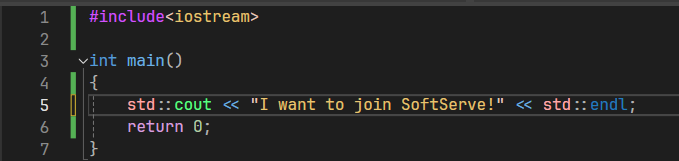 1 #include<iostream>
2
3 int main()
4 {
5 std::cout << "I want to join SoftServe!" << std::endl;
6 return 0;
7 }